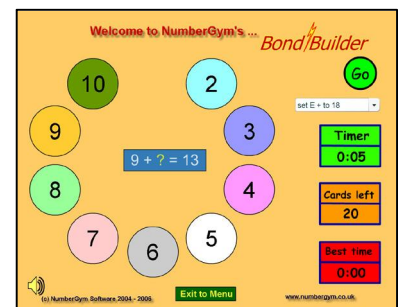 Welcome to NumberGym's ...
Bond Builder
10
2
Go
set E + to 18
9
3
Timer
0:05
9 + ? = 13
8
4
Cards left
20
7
6
5
Best time
0:00
(c) NumberGym Software 2004 - 2006
Exit to Menu
www.numbergym.co.uk